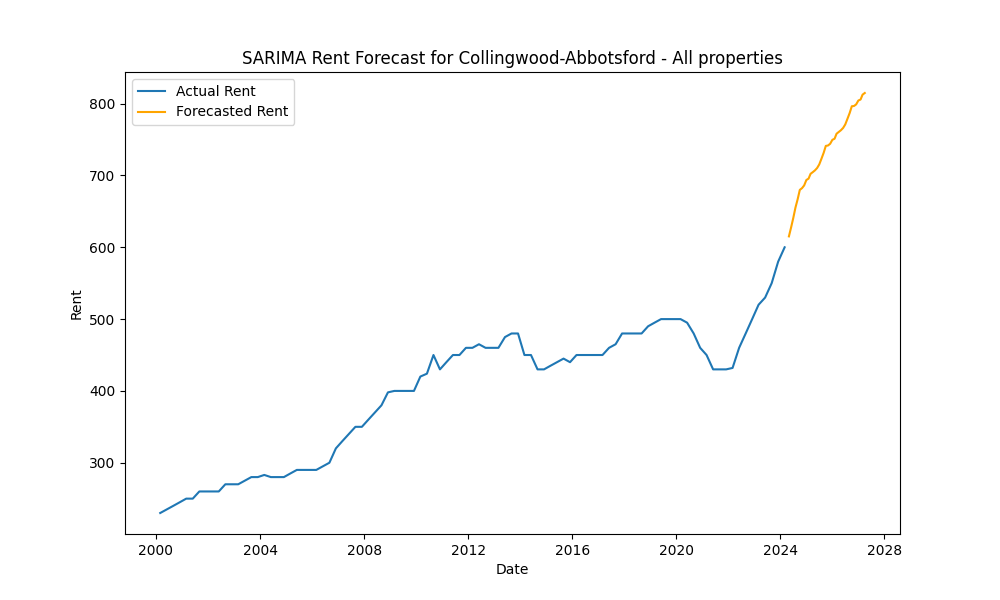 SARIMA Rent Forecast for Collingwood-Abbotsford - All properties
Actual Rent
Forecasted Rent
800
700
600
500
400
300
Rent
2000 2004 2008 2012 2016 2020 2024 2028
Date